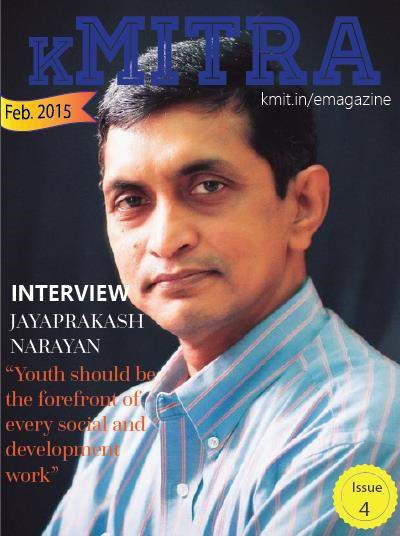 KMITRA
Feb. 2015
kmit.in/emagazine
INTERVIEW
JAYAPRAKASH
NARAYAN
“Youth should be
the forefront of
every social and
development
work”
Issue
4